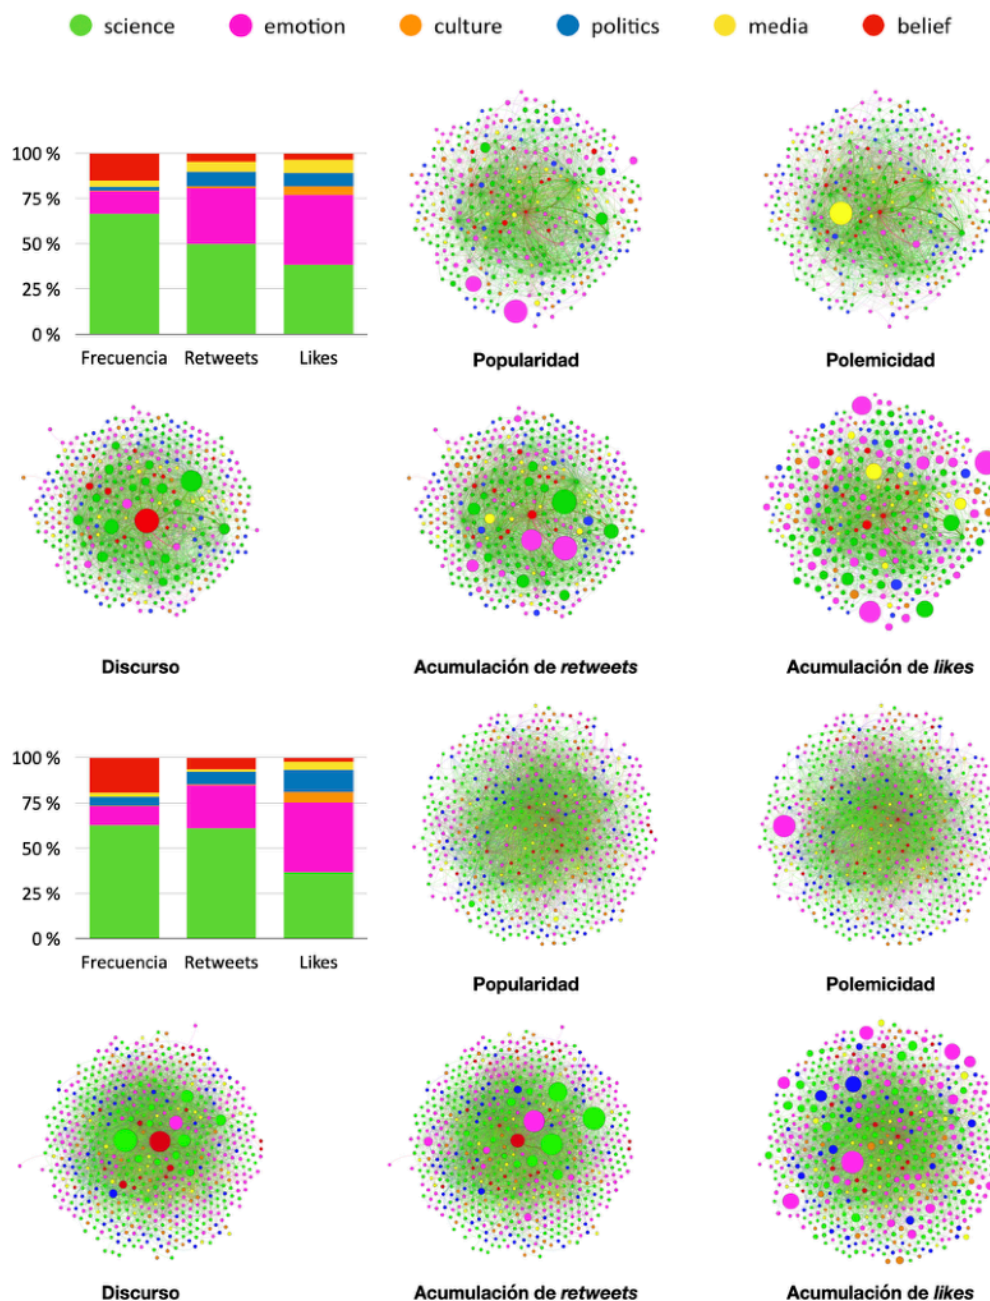 science emotion culture politics media belief
100 %
75 %
50 %
25 %
0 %
Frecuencia Retweets Likes
Popularidad
Polemicidad
Discurso
Acumulación de retweets
Acumulación de likes
100 %
75 %
50 %
25 %
0 %
Frecuencia Retweets Likes
Popularidad
Polemicidad
Discurso
Acumulación de retweets
Acumulación de likes